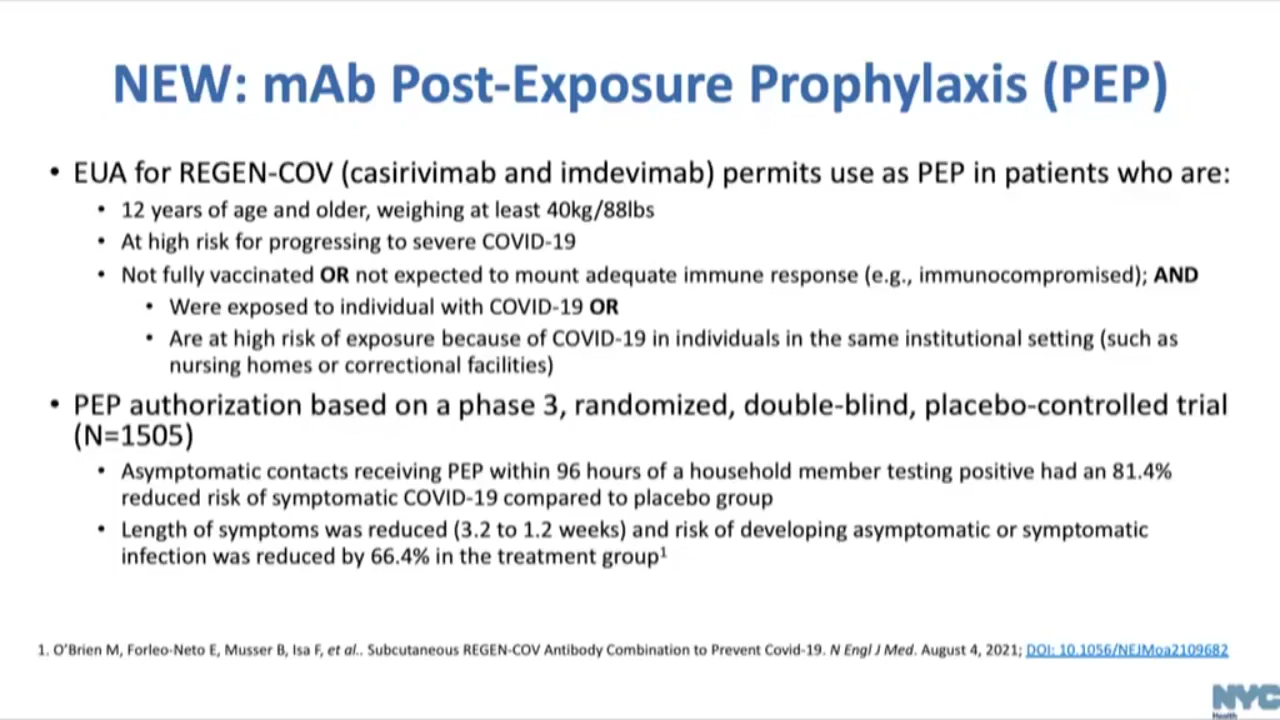 NEW: mAb Post-Exposure Prophylaxis (PEP)
• EUA for REGEN-COV (casirivimab and imdevimab) permits use as PEP in patients who are:
• 12 years of age and older, weighing at least 40kg/88lbs
• At high risk for progressing to severe COVID-19
• Not fully vaccinated OR not expected to mount adequate immune response (e.g., immunocompromised); AND
• Were exposed to individual with COVID-19 OR
• Are at high risk of exposure because of COVID-19 in individuals in the same institutional setting (such as
nursing homes or correctional facilities)
• PEP authorization based on a phase 3, randomized, double-blind, placebo-controlled trial
(N=1505)
• Asymptomatic contacts receiving PEP within 96 hours of a household member testing positive had an 81.4%
reduced risk of symptomatic COVID-19 compared to placebo group
• Length of symptoms was reduced (3.2 to 1.2 weeks) and risk of developing asymptomatic or symptomatic
infection was reduced by 66.4% in the treatment group¹
1. O'Brien M, Forleo-Neto E, Musser B, Isa F, et al.. Subcutaneous REGEN-COV Antibody Combination to Prevent Covid-19. N Engl J Med. August 4, 2021; DOI: 10.1056/NEJMoa2109682
NYC
Health